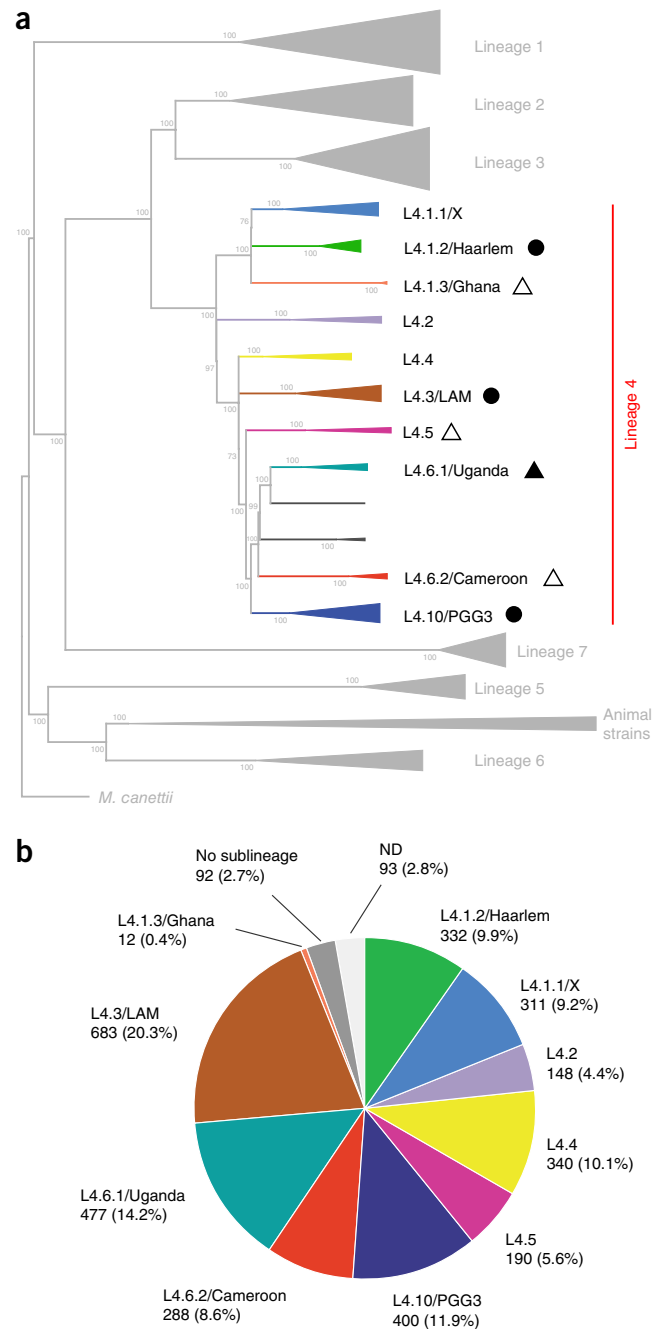 a
100
Lineage 1
100
Lineage 2
100
100
Lineage 3
100
100
100
L4.1.1/X
76
100
L4.1.2/Haarlem
100
100
L4.1.3/Ghana
100
100
L4.2
97
100
L4.4
100
100
L4.3/LAM
100
L4.5
73
100
L4.6.1/Uganda
100
99
100
100
100
L4.6.2/Cameroon
100
100
L4.10/PGG3
100
Lineage 4
100
Lineage 7
100
100
Lineage 5
100
100
Animal
strains
100
100
Lineage 6
M. canettii
b
No sublineage
92 (2.7%)
ND
93 (2.8%)
L4.1.3/Ghana
12 (0.4%)
L4.1.2/Haarlem
332 (9.9%)
L4.3/LAM
683 (20.3%)
L4.1.1/X
311 (9.2%)
L4.2
148 (4.4%)
L4.4
340 (10.1%)
L4.6.1/Uganda
477 (14.2%)
L4.5
190 (5.6%)
L4.6.2/Cameroon
288 (8.6%)
L4.10/PGG3
400 (11.9%)